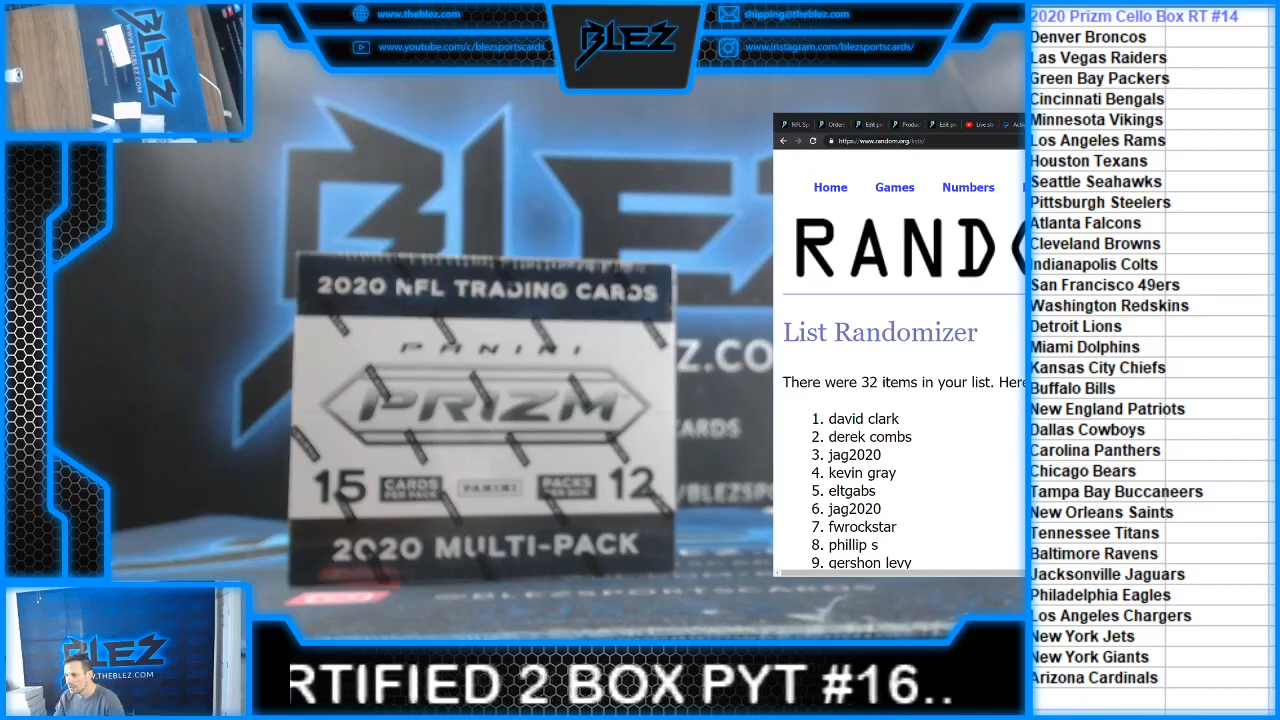 www.theblez.com
shipping@theblez.com
www.youtube.com/c/blezsportscards
www.instagram.com/blezsportscards/
BLEZ
2020 NFL TRADING CARDS
PANINI
PRIZM
15 CARDS PER PACK
PANINI
PACKS PER BOX 12
2020 MULTI-PACK
https://www.random.org/lists/
Home Games Numbers
List Randomizer
There were 32 items in your list. Here
1. david clark
2. derek combs
3. jag2020
4. kevin gray
5. eltgabs
6. jag2020
7. fwrockstar
8. phillip s
9. gershon levy
2020 Prizm Cello Box RT #14
Denver Broncos
Las Vegas Raiders
Green Bay Packers
Cincinnati Bengals
Minnesota Vikings
Los Angeles Rams
Houston Texans
Seattle Seahawks
Pittsburgh Steelers
Atlanta Falcons
Cleveland Browns
Indianapolis Colts
San Francisco 49ers
Washington Redskins
Detroit Lions
Miami Dolphins
Kansas City Chiefs
Buffalo Bills
New England Patriots
Dallas Cowboys
Carolina Panthers
Chicago Bears
Tampa Bay Buccaneers
New Orleans Saints
Tennessee Titans
Baltimore Ravens
Jacksonville Jaguars
Philadelphia Eagles
Los Angeles Chargers
New York Jets
New York Giants
Arizona Cardinals
BLEZ
WWW.THEBLEZ.COM
RTIFIED 2 BOX PYT #16..